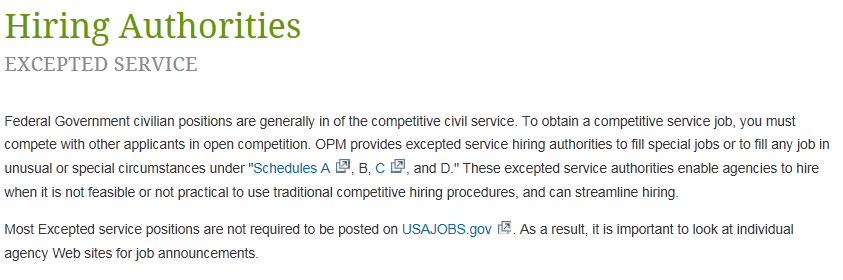 Hiring Authorities
EXCEPTED SERVICE
Federal Government civilian positions are generally in of the competitive civil service. To obtain a competitive service job, you must
compete with other applicants in open competition. OPM provides excepted service hiring authorities to fill special jobs or to fill any job in
unusual or special circumstances under "Schedules A , B, C , and D." These excepted service authorities enable agencies to hire
when it is not feasible or not practical to use traditional competitive hiring procedures, and can streamline hiring.
Most Excepted service positions are not required to be posted on USAJOBS.gov . As a result, it is important to look at individual
agency Web sites for job announcements.